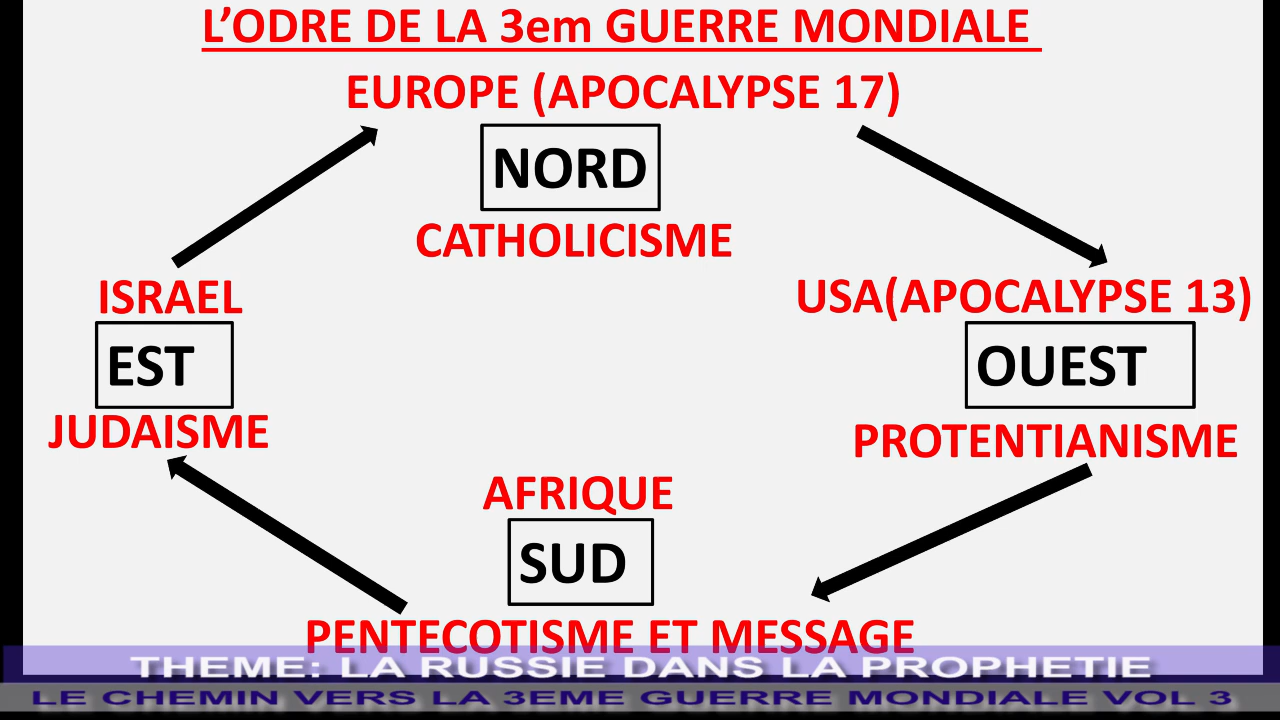 L’ODRE DE LA 3em GUERRE MONDIALE
EUROPE (APOCALYPSE 17)
NORD
CATHOLICISME
ISRAEL
USA(APOCALYPSE 13)
EST
OUEST
JUDAISME
PROTENTIANISME
AFRIQUE
SUD
PENTECOTISME ET MESSAGE
THEME: LA RUSSIE DANS LA PROPHETIE
LE CHEMIN VERS LA 3EME GUERRE MONDIALE VOL 3